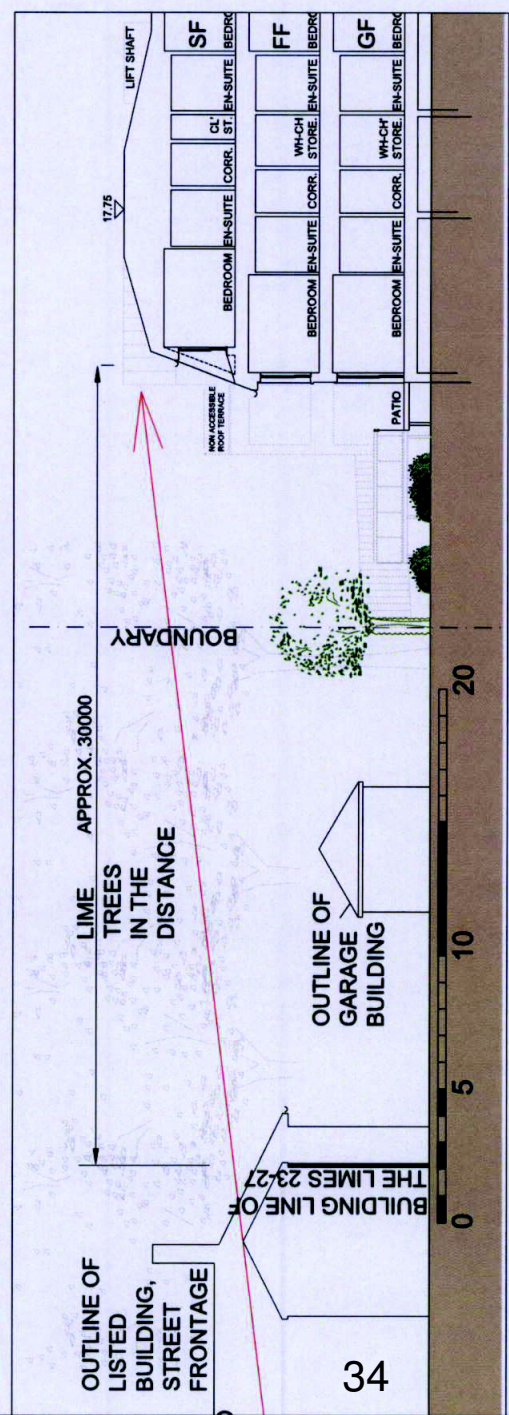 OUTLINE OF
LISTED
BUILDING,
STREET
FRONTAGE
34
BUILDING LINE OF
THE LIMES 23-27
LIME
TREES
IN THE
DISTANCE
APPROX. 30000
OUTLINE OF
GARAGE
BUILDING
0
5
10
20
BOUNDARY
NON ACCESSIBLE
ROOF TERRACE
PATIO
17.75
LIFT SHAFT
BEDROOM
EN-SUITE
CORR.
CL'
ST.
EN-SUITE
BEDRO
SF
BEDROOM
EN-SUITE
CORR.
WH-CH
STORE.
EN-SUITE
BEDRO
FF
BEDROOM
EN-SUITE
CORR.
WH-CH'
STORE.
EN-SUITE
BEDRO
GF